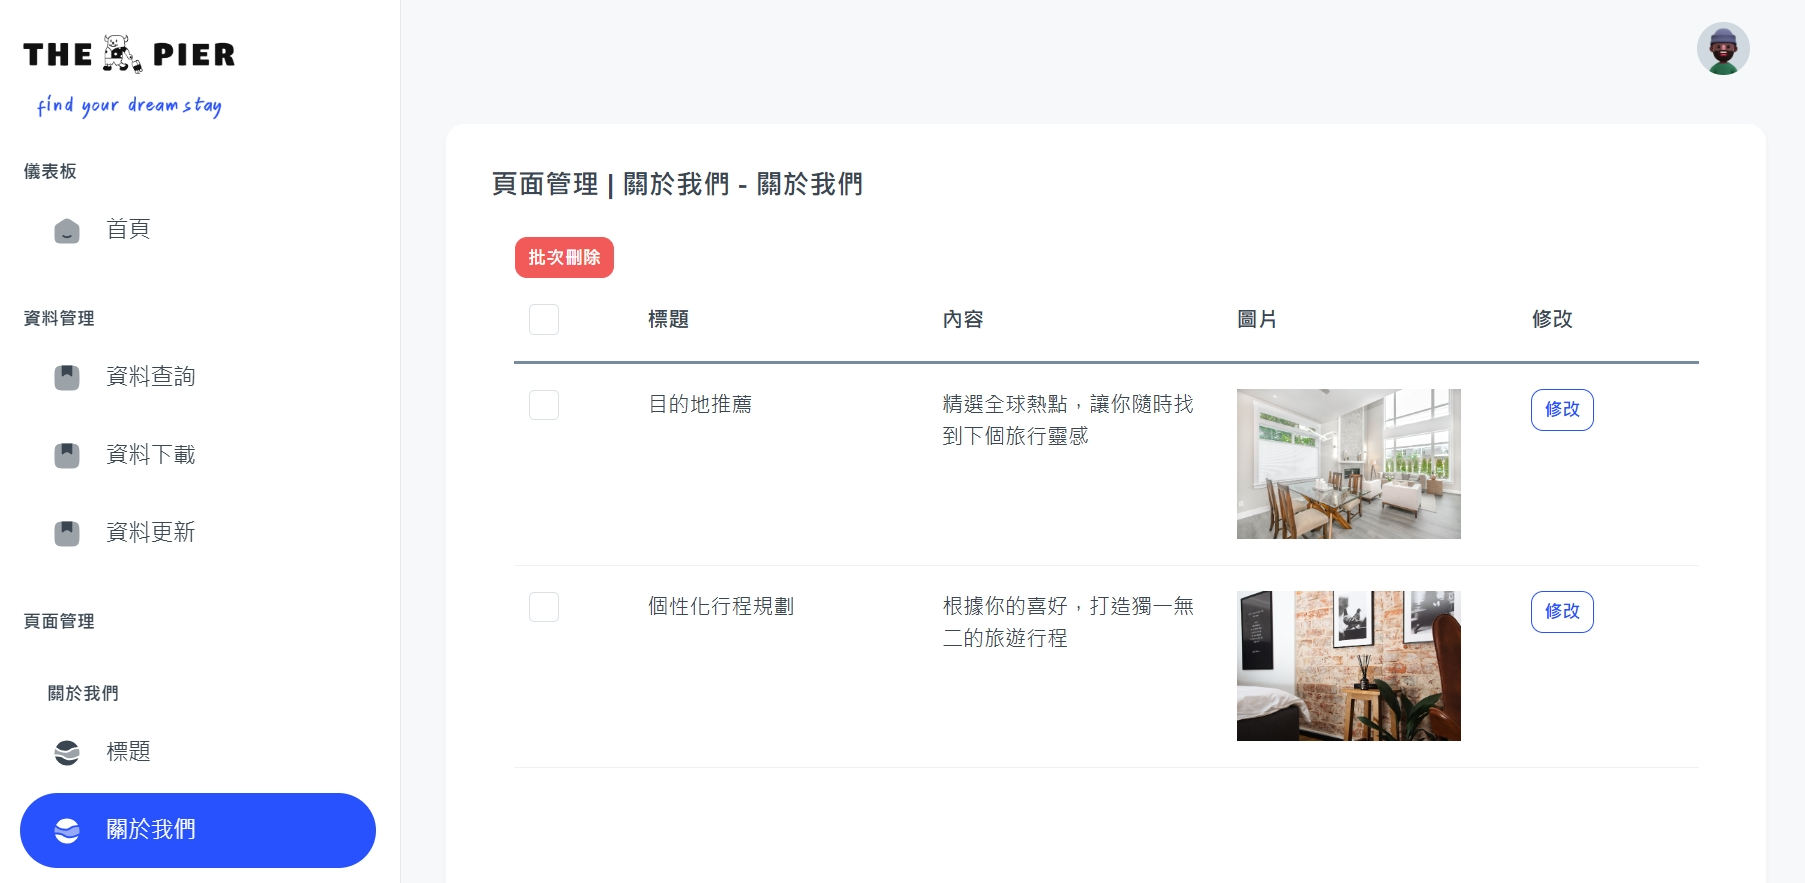 THE PIER
find your dream stay
儀表板
首頁
資料管理
資料查詢
資料下載
資料更新
頁面管理
關於我們
標題
關於我們
頁面管理 | 關於我們 - 關於我們
批次刪除
標題 內容 圖片 修改
目的地推薦 精選全球熱點，讓你隨時找 修改
到下個旅行靈感
個性化行程規劃 根據你的喜好，打造獨一無 修改
二的旅遊行程